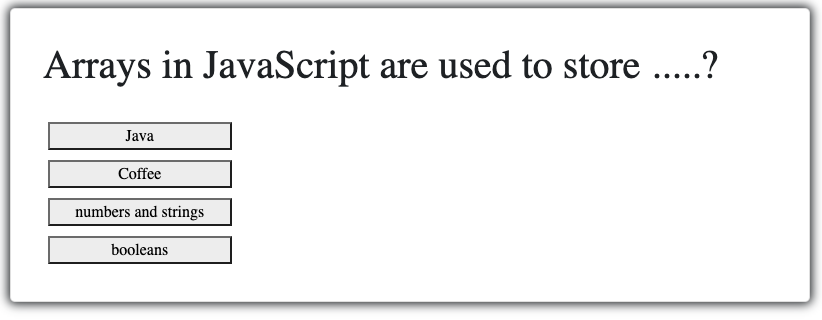 Arrays in JavaScript are used to store .....?
Java
Coffee
numbers and strings
booleans